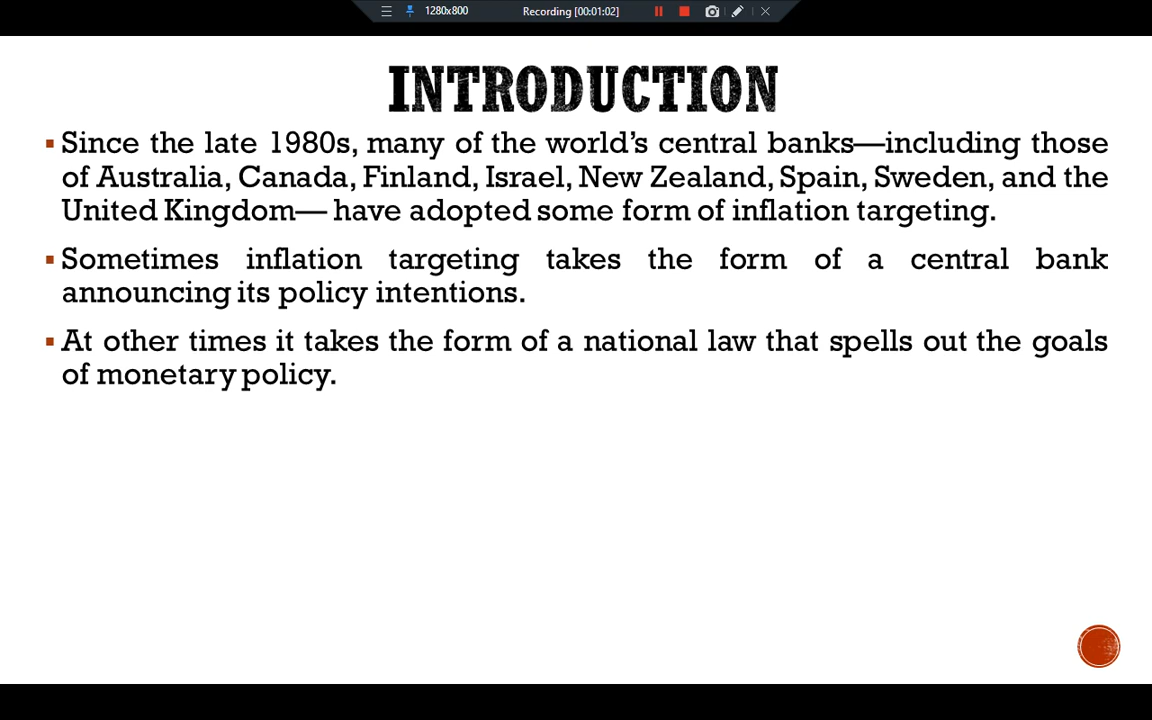 1280x800 Recording [00:01:02]
INTRODUCTION
▪ Since the late 1980s, many of the world’s central banks—including those
of Australia, Canada, Finland, Israel, New Zealand, Spain, Sweden, and the
United Kingdom— have adopted some form of inflation targeting.
▪ Sometimes inflation targeting takes the form of a central bank
announcing its policy intentions.
▪ At other times it takes the form of a national law that spells out the goals
of monetary policy.